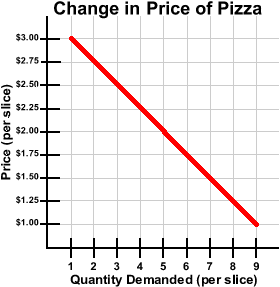 Change in Price of Pizza
Price (per slice)
$3.00
$2.75
$2.50
$2.25
$2.00
$1.75
$1.50
$1.25
$1.00
1 2 3 4 5 6 7 8 9
Quantity Demanded (per slice)